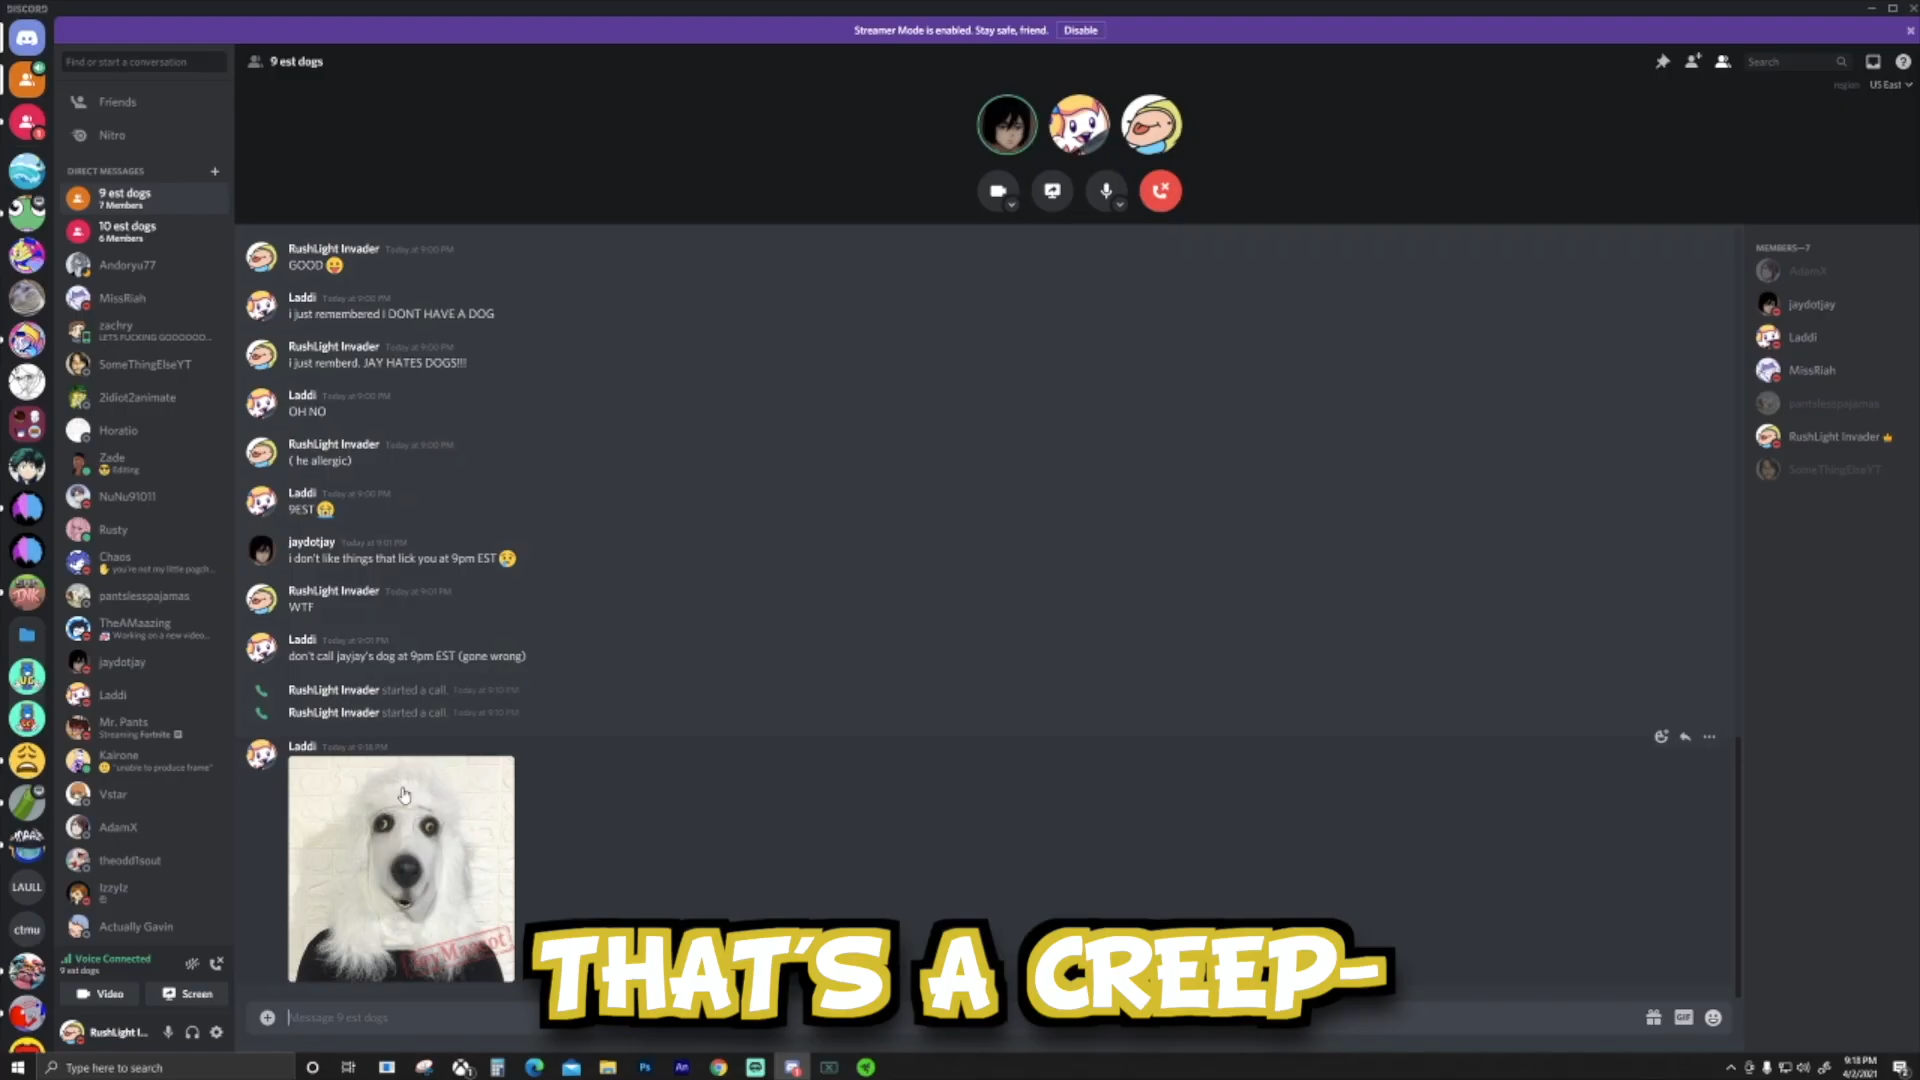 DISCORD
Streamer Mode is enabled. Stay safe, friend. Disable
Find or start a conversation
9 est dogs
Search
region US East
Friends
Nitro
DIRECT MESSAGES
9 est dogs
7 Members
10 est dogs
6 Members
Andoryu77
MissRiah
zachry
LETS FUCKING GOOOOOO...
SomeThingElseYT
2idiot2animate
Horatio
Zade
Editing
NuNu91011
Rusty
Chaos
you're not my little pogch...
pantslesspajamas
TheAMaazing
Working on a new video...
jaydotjay
Laddi
Mr. Pants
Streaming Fortnite
Kairone
"unable to produce frame"
Vstar
AdamX
theodd1sout
IzzyIz
Actually Gavin
LAULL
ctmu
Voice Connected
9 est dogs
Video
Screen
RushLight I...
RushLight Invader Today at 9:00 PM
GOOD
Laddi Today at 9:00 PM
i just remembered I DONT HAVE A DOG
RushLight Invader Today at 9:00 PM
i just remberd. JAY HATES DOGS!!!
Laddi Today at 9:00 PM
OH NO
RushLight Invader Today at 9:00 PM
( he allergic)
Laddi Today at 9:00 PM
9EST
jaydotjay Today at 9:01 PM
i don't like things that lick you at 9pm EST
RushLight Invader Today at 9:01 PM
WTF
Laddi Today at 9:01 PM
don't call jayjay's dog at 9pm EST (gone wrong)
RushLight Invader started a call. Today at 9:10 PM
RushLight Invader started a call. Today at 9:10 PM
Laddi Today at 9:18 PM
THAT'S A CREEP-
Message 9 est dogs
GIF
MEMBERS—7
AdamX
jaydotjay
Laddi
MissRiah
pantslesspajamas
RushLight Invader
SomeThingElseYT
Type here to search
Ps
An
9:18 PM
4/2/2021